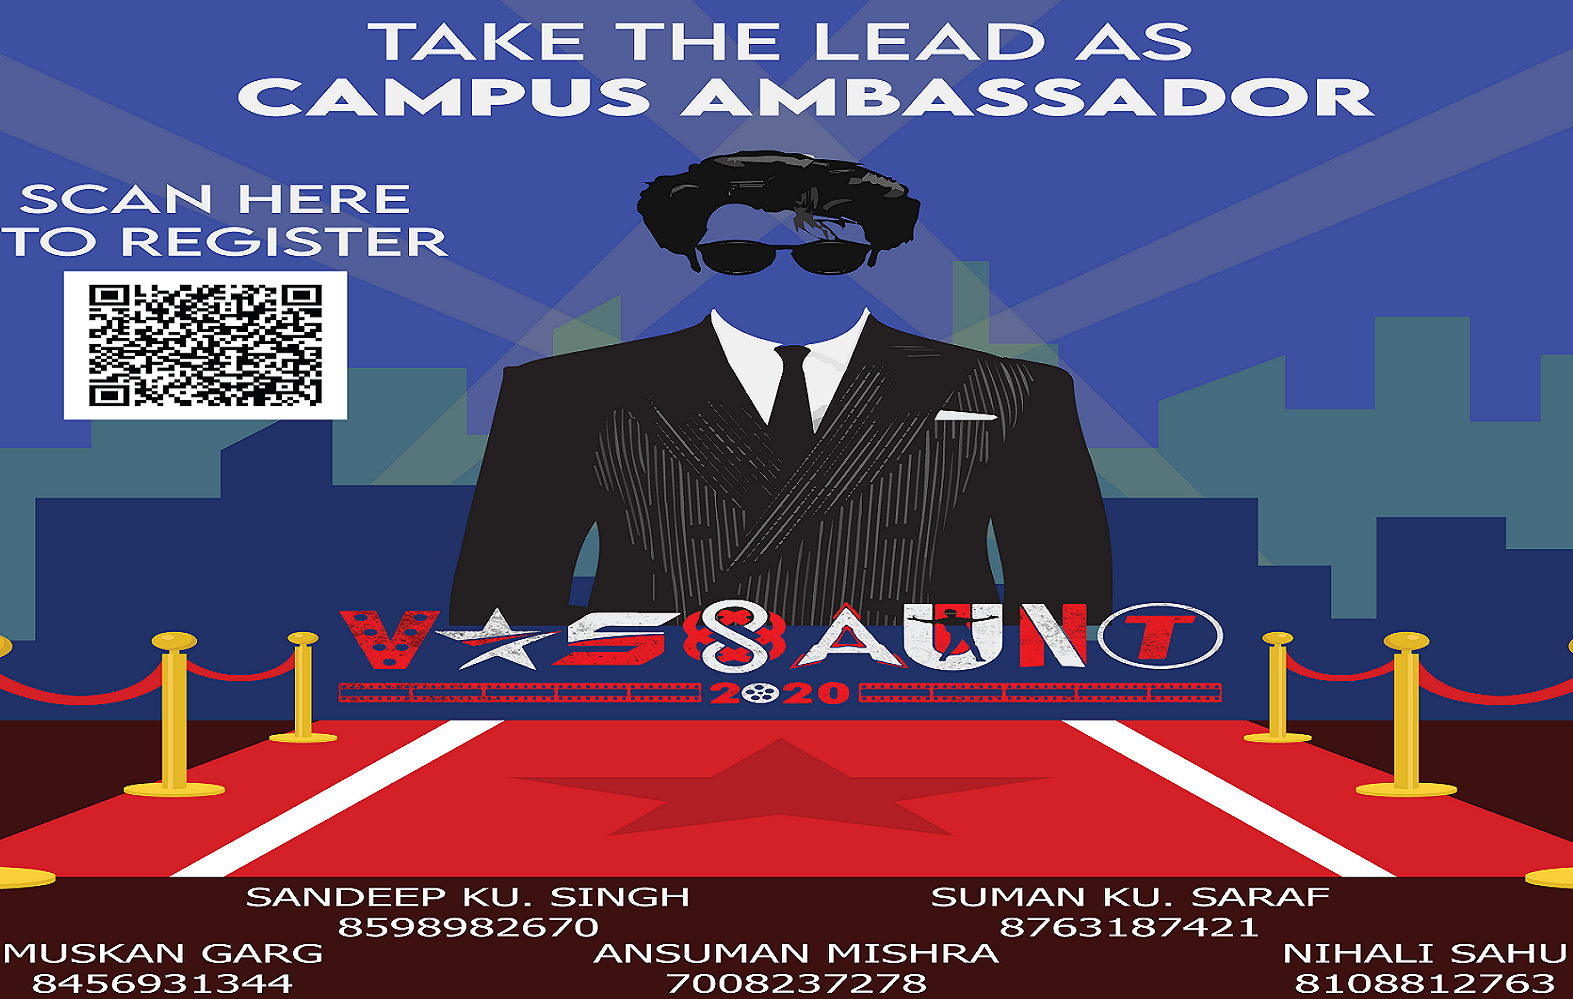 TAKE THE LEAD AS
CAMPUS AMBASSADOR
SCAN HERE
TO REGISTER
VASSAUNT
2020
SANDEEP KU. SINGH
8598982670
SUMAN KU. SARAF
8763187421
MUSKAN GARG
8456931344
ANSUMAN MISHRA
7008237278
NIHALI SAHU
8108812763